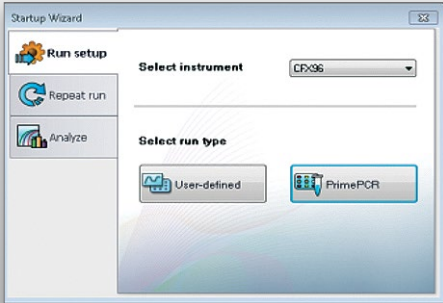 Startup Wizard
Run setup
Repeat run
Analyze
Select instrument
CFX96
Select run type
User-defined
PrimePCR